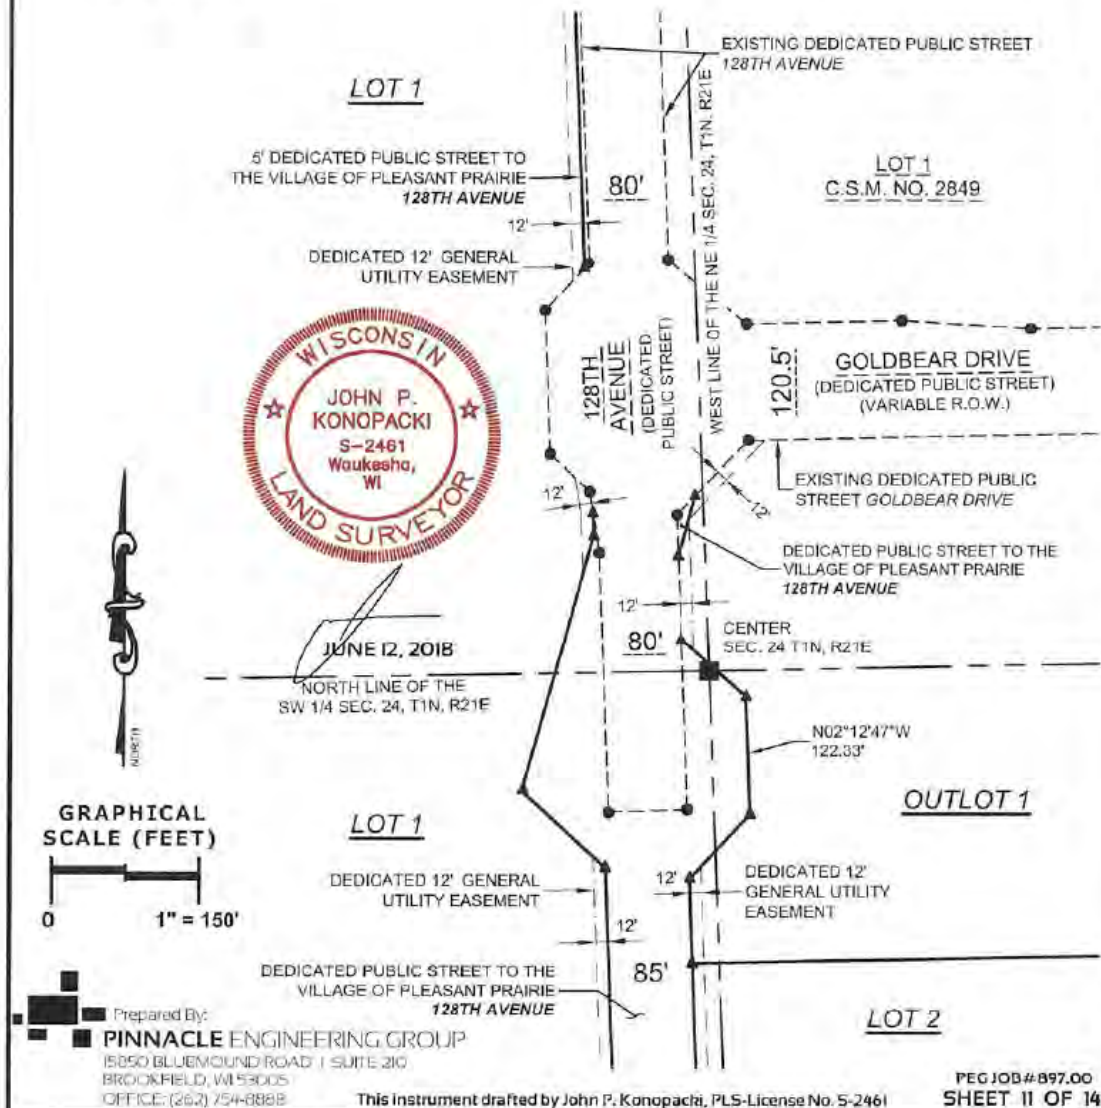 EXISTING DEDICATED PUBLIC STREET
128TH AVENUE
LOT 1
5' DEDICATED PUBLIC STREET TO
THE VILLAGE OF PLEASANT PRAIRIE
128TH AVENUE
80'
WEST LINE OF THE NE 1/4 SEC. 24, T1N, R21E
LOT 1
C.S.M. NO. 2849
12'
DEDICATED 12' GENERAL
UTILITY EASEMENT
128TH
AVENUE
(DEDICATED
PUBLIC STREET)
120.5'
GOLDBEAR DRIVE
(DEDICATED PUBLIC STREET)
(VARIABLE R.O.W.)
WISCONSIN
JOHN P.
KONOPACKI
S-2461
Waukesha,
WI
LAND SURVEYOR
EXISTING DEDICATED PUBLIC
STREET GOLDBEAR DRIVE
12'
12'
DEDICATED PUBLIC STREET TO THE
VILLAGE OF PLEASANT PRAIRIE
128TH AVENUE
12'
80'
CENTER
SEC. 24 T1N, R21E
JUNE 12, 2018
NORTH LINE OF THE
SW 1/4 SEC. 24, T1N, R21E
NORTH
N02°12'47"W
122.33'
GRAPHICAL
SCALE (FEET)
0 1" = 150'
LOT 1
OUTLOT 1
DEDICATED 12' GENERAL
UTILITY EASEMENT
12'
DEDICATED 12'
GENERAL UTILITY
EASEMENT
12'
DEDICATED PUBLIC STREET TO THE
VILLAGE OF PLEASANT PRAIRIE
128TH AVENUE
85'
LOT 2
Prepared By:
PINNACLE ENGINEERING GROUP
15850 BLUEMOUND ROAD | SUITE 210
BROOKFIELD, WI 53005
OFFICE: (262) 754-8888
This instrument drafted by John P. Konopacki, PLS-License No. S-2461
PEG JOB#897.00
SHEET 11 OF 14